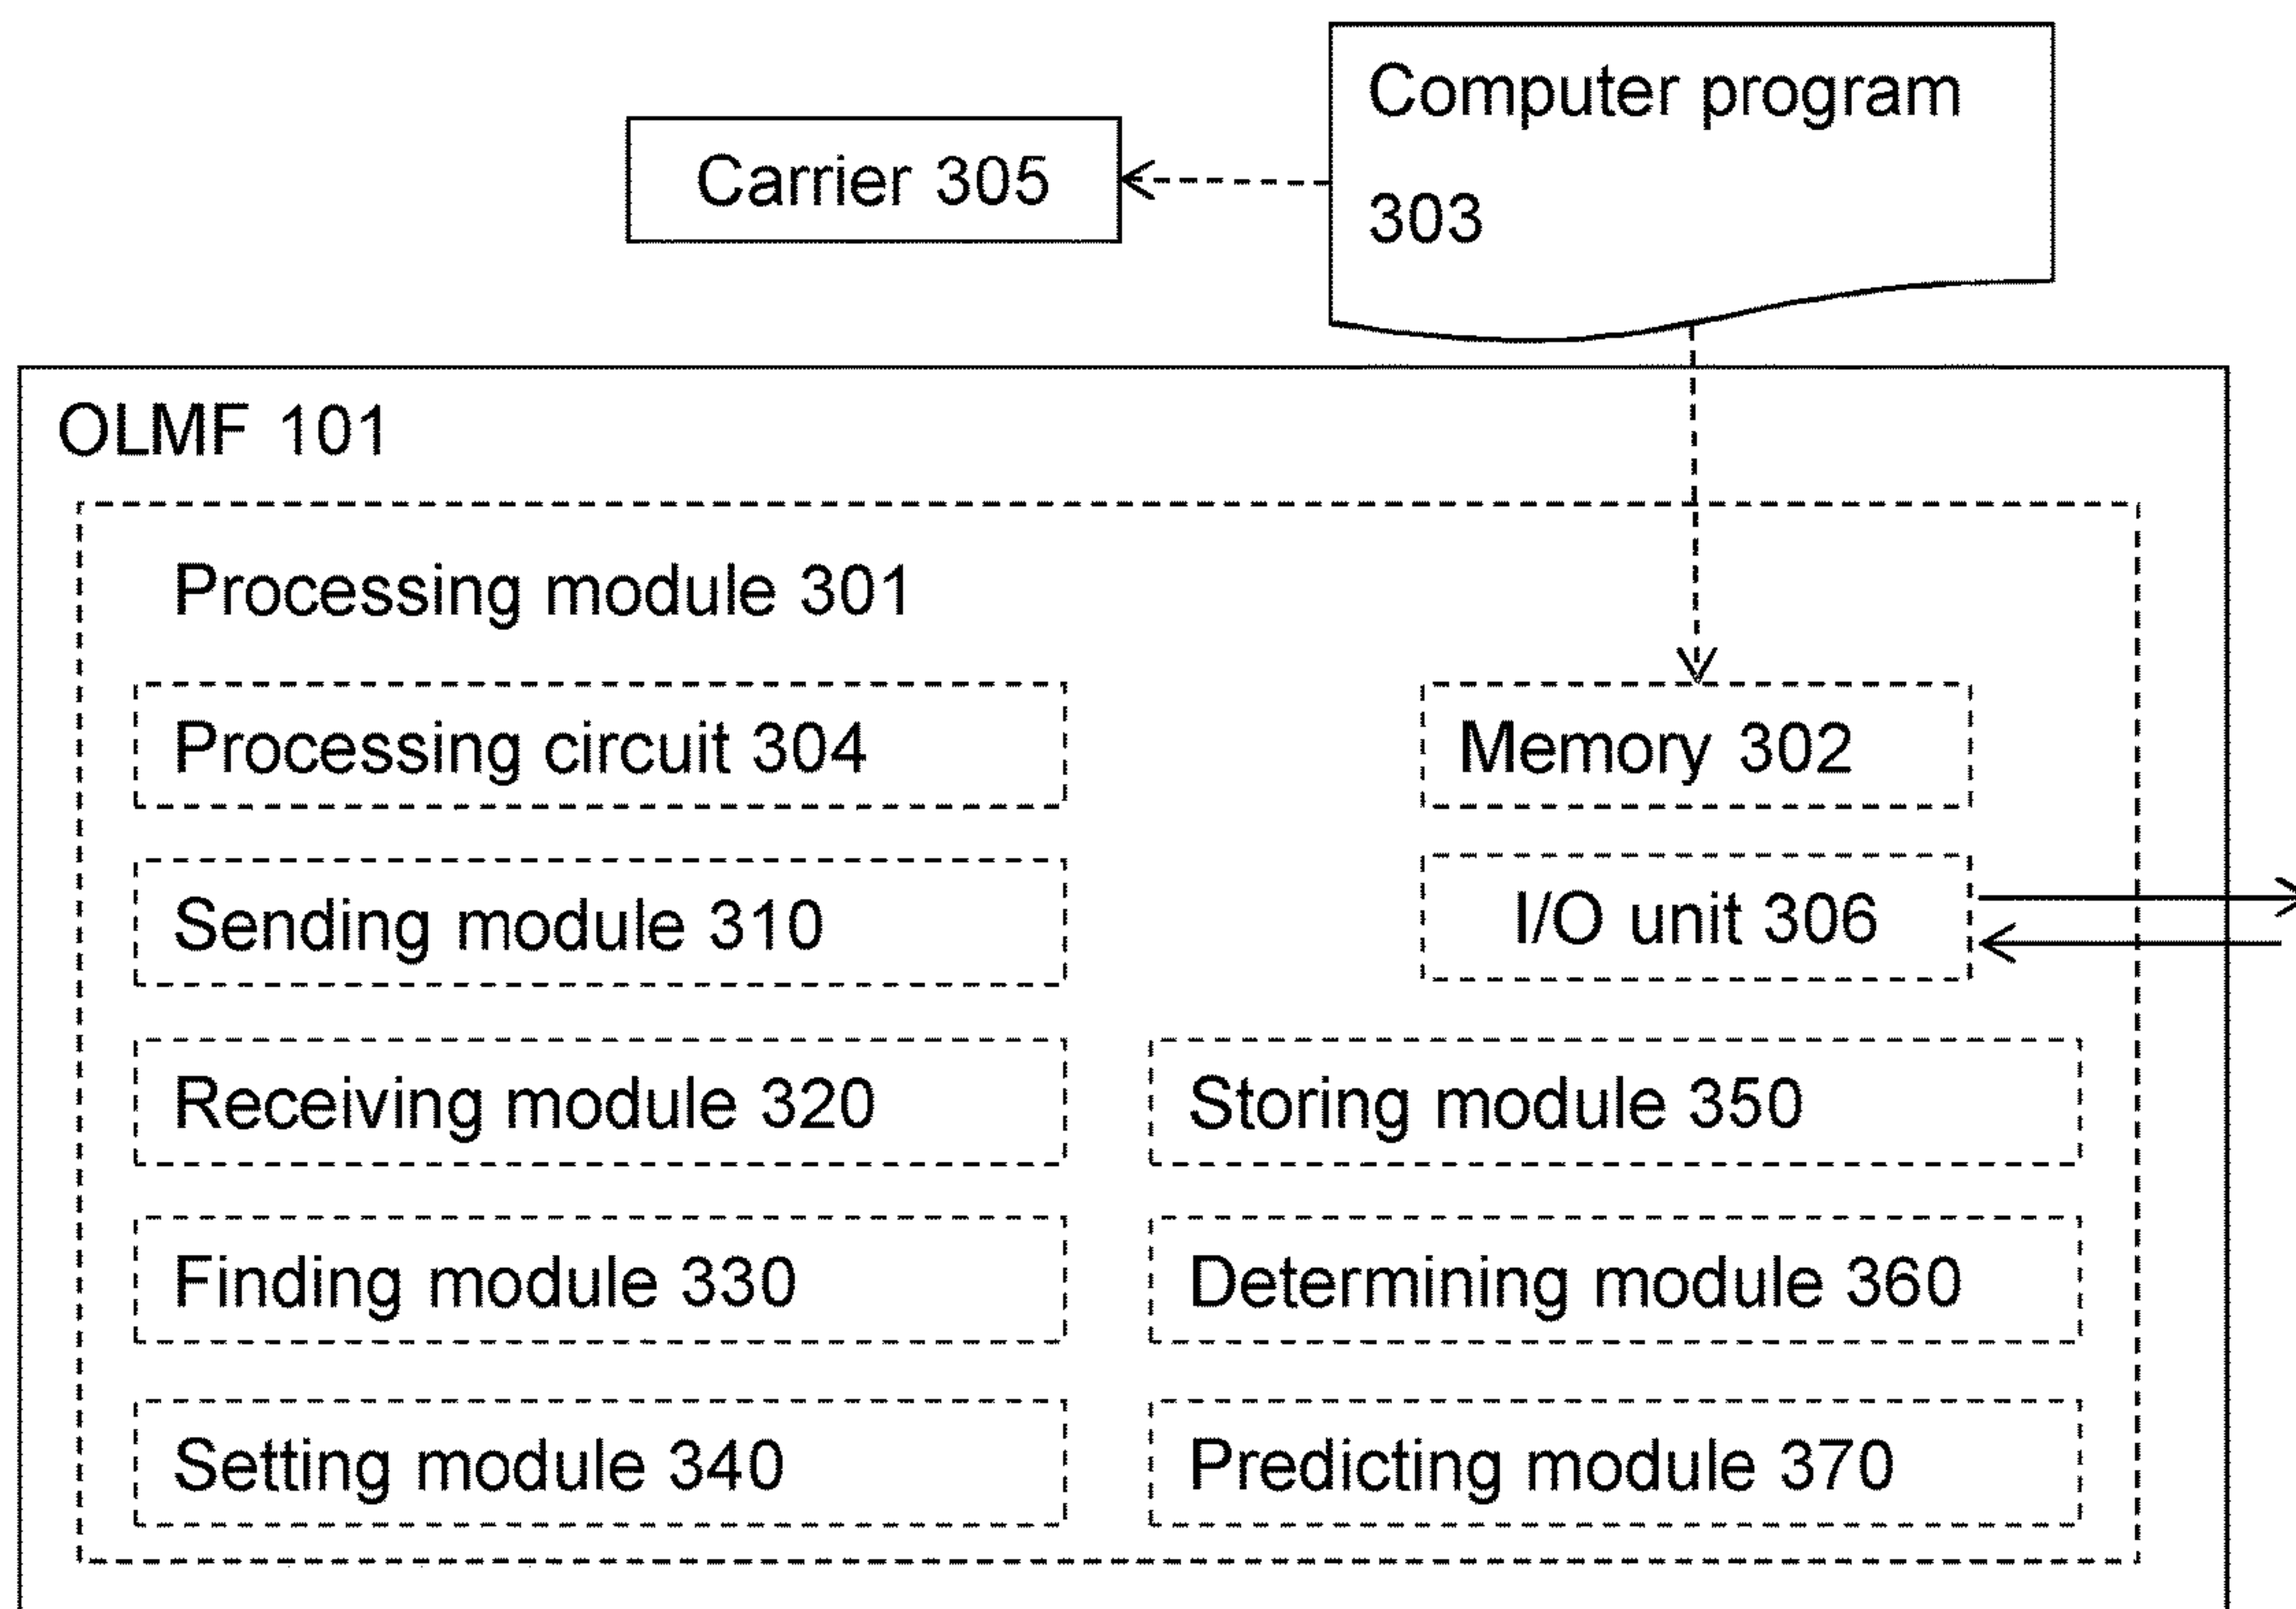 Computer program
303
Carrier 305
OLMF 101
Processing module 301
Processing circuit 304
Memory 302
Sending module 310
I/O unit 306
Receiving module 320
Storing module 350
Finding module 330
Determining module 360
Setting module 340
Predicting module 370